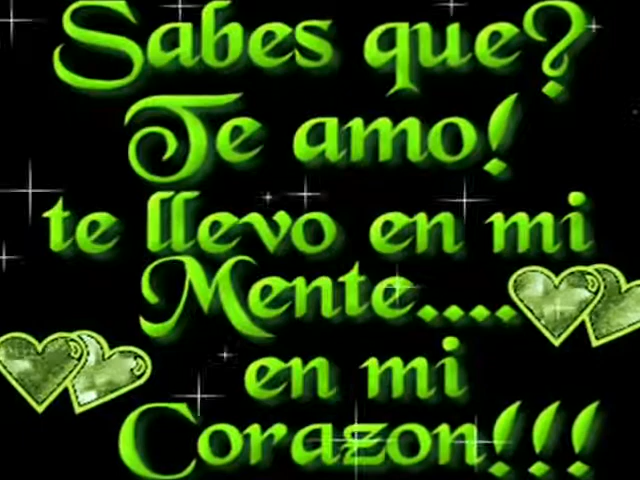 Sabes que?
Te amo!
te llevo en mi
Mente....
en mi
Corazon!!!